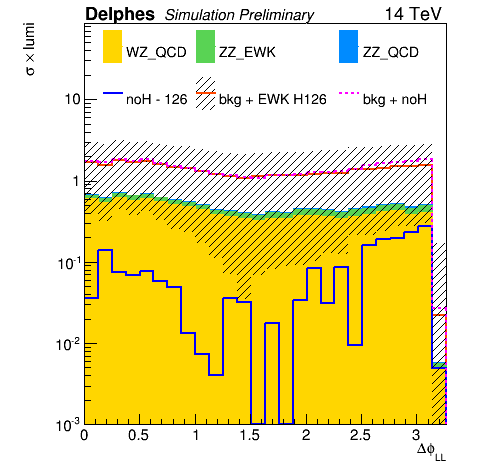 Delphes Simulation Preliminary 14 TeV
σ × lumi
WZ_QCD ZZ_EWK ZZ_QCD
noH - 126 bkg + EWK H126 bkg + noH
10
1
10⁻¹
10⁻²
10⁻³
0 0.5 1 1.5 2 2.5 3
Δϕ_LL